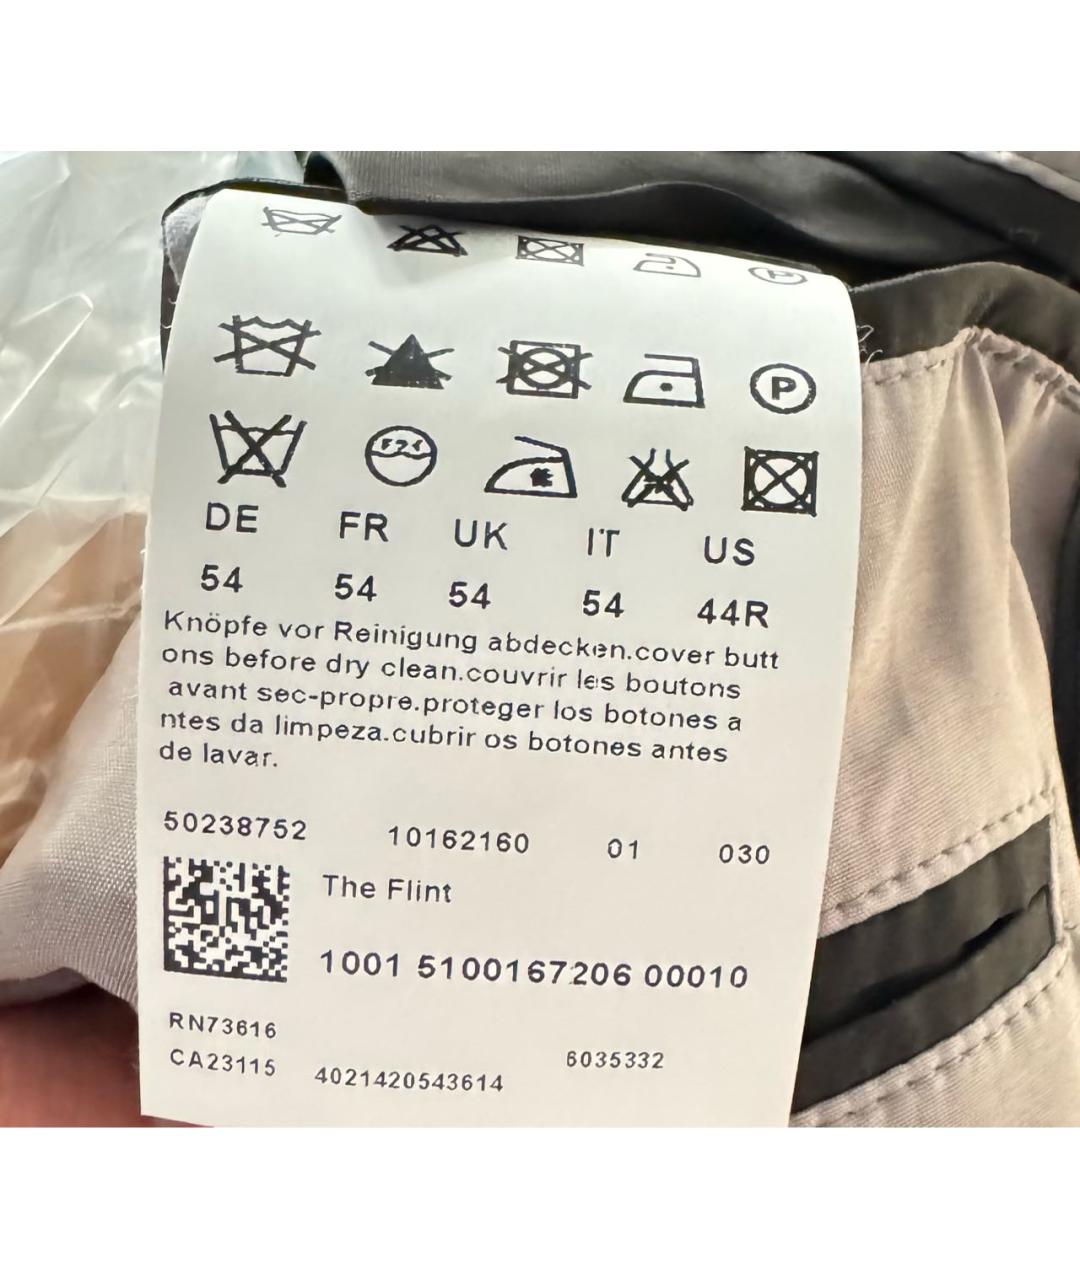 P
P
DE FR UK IT US
54 54 54 54 44R
Knöpfe vor Reinigung abdecken.cover butt
ons before dry clean.couvrir les boutons
avant sec-propre.proteger los botones a
ntes da limpeza.cubrir os botones antes
de lavar.
50238752 10162160 01 030
The Flint
1001 5100167206 00010
RN73616
CA23115 4021420543614 6035332